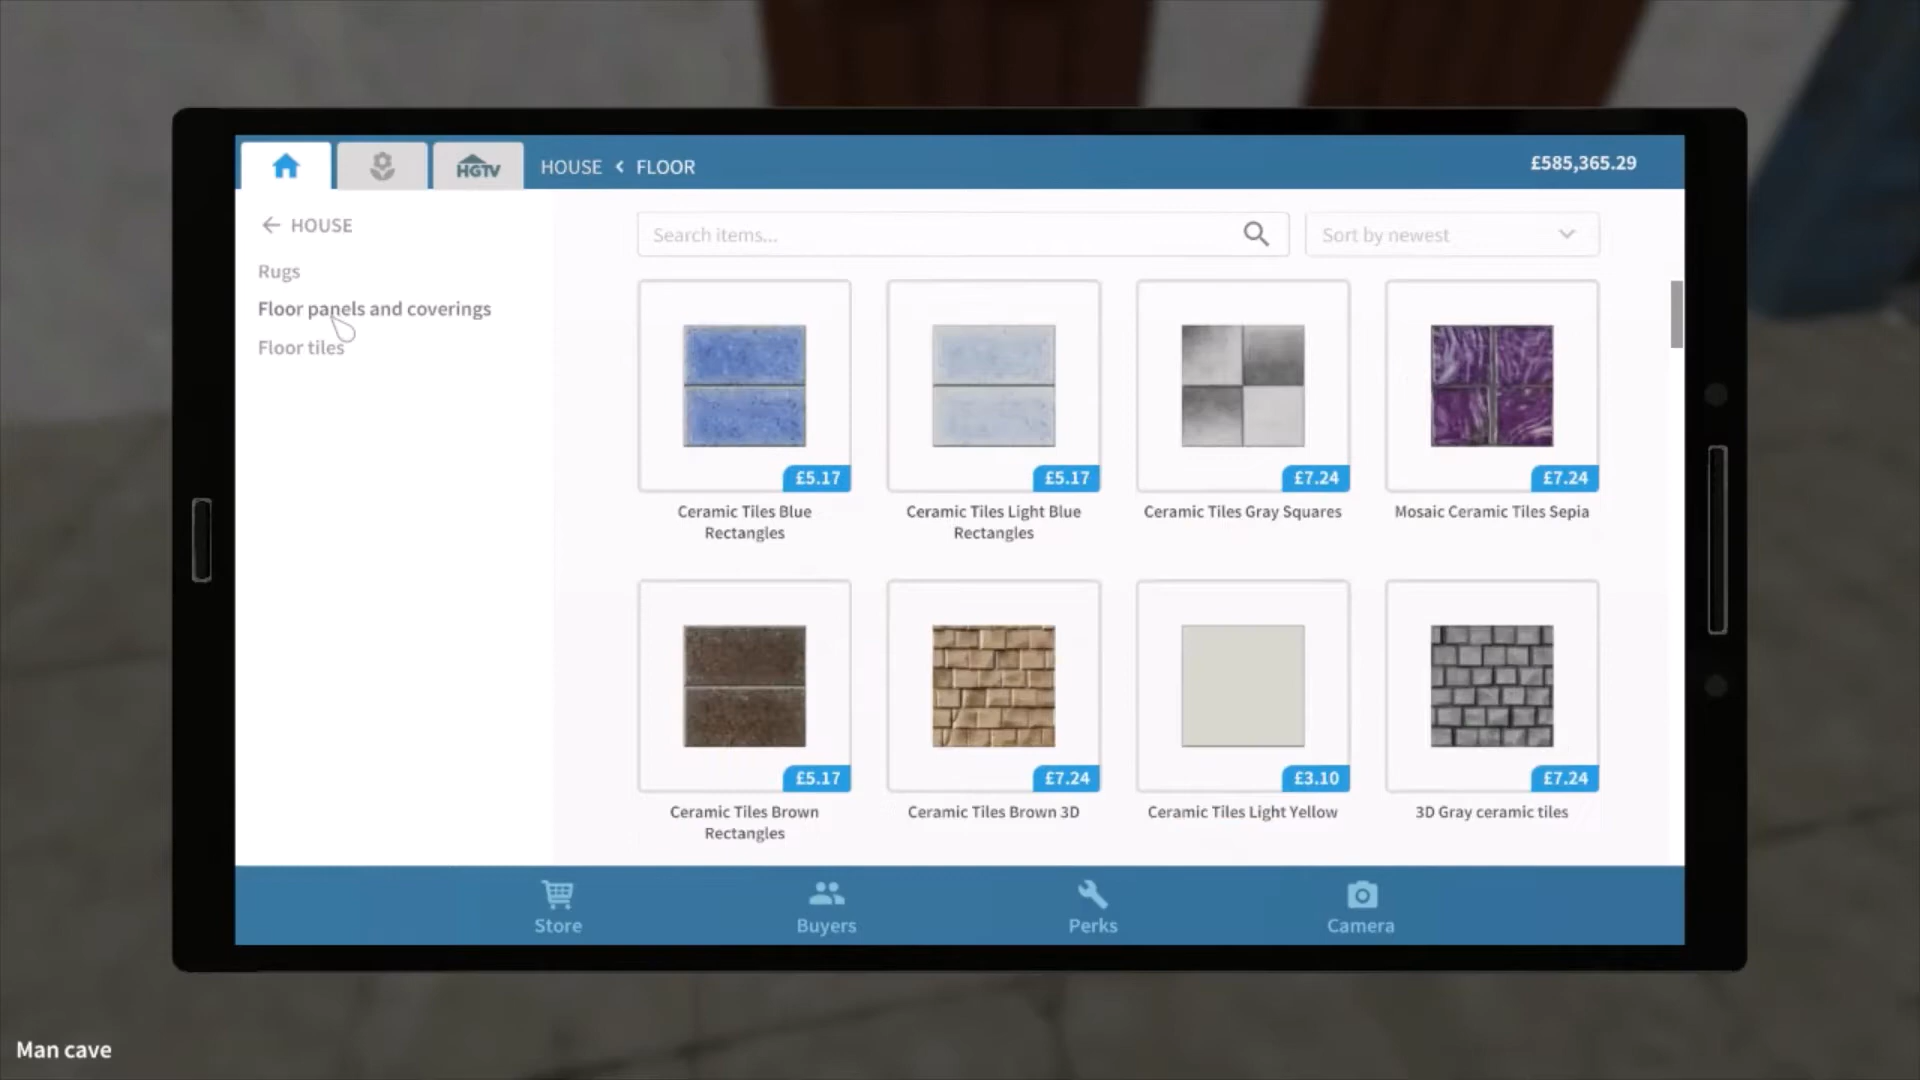 HGTV
HOUSE < FLOOR
£585,365.29
← HOUSE
Rugs
Floor panels and coverings
Floor tiles
Search items...
Sort by newest
£5.17
£5.17
£7.24
£7.24
Ceramic Tiles Blue
Rectangles
Ceramic Tiles Light Blue
Rectangles
Ceramic Tiles Gray Squares
Mosaic Ceramic Tiles Sepia
£5.17
£7.24
£3.10
£7.24
Ceramic Tiles Brown
Rectangles
Ceramic Tiles Brown 3D
Ceramic Tiles Light Yellow
3D Gray ceramic tiles
Store
Buyers
Perks
Camera
Man cave